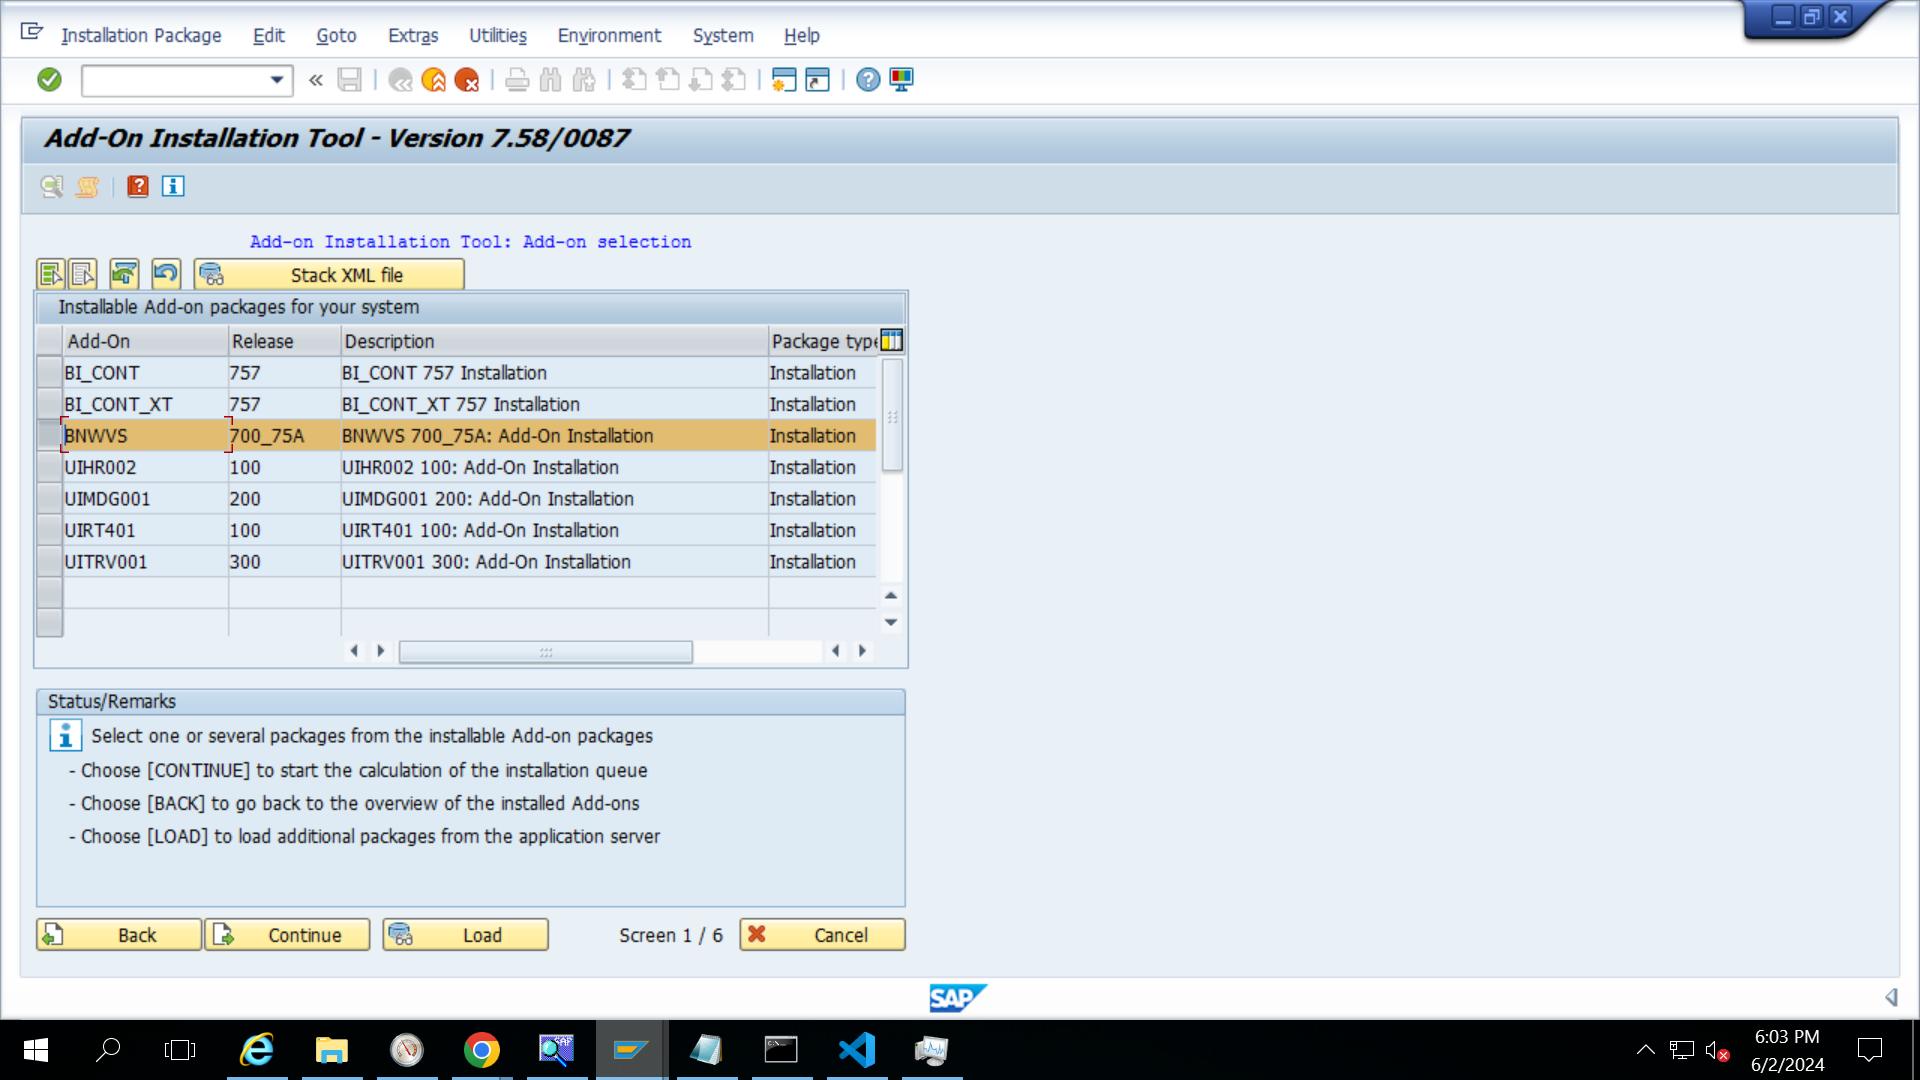 Installation Package Edit Goto Extras Utilities Environment System Help
Add-On Installation Tool - Version 7.58/0087
Add-on Installation Tool: Add-on selection
Stack XML file
Installable Add-on packages for your system
Add-On Release Description Package type
BI_CONT 757 BI_CONT 757 Installation Installation
BI_CONT_XT 757 BI_CONT_XT 757 Installation Installation
BNWVS 700_75A BNWVS 700_75A: Add-On Installation Installation
UIHR002 100 UIHR002 100: Add-On Installation Installation
UIMDG001 200 UIMDG001 200: Add-On Installation Installation
UIRT401 100 UIRT401 100: Add-On Installation Installation
UITRV001 300 UITRV001 300: Add-On Installation Installation
Status/Remarks
Select one or several packages from the installable Add-on packages
- Choose [CONTINUE] to start the calculation of the installation queue
- Choose [BACK] to go back to the overview of the installed Add-ons
- Choose [LOAD] to load additional packages from the application server
Back Continue Load Screen 1 / 6 Cancel
SAP
6:03 PM
6/2/2024